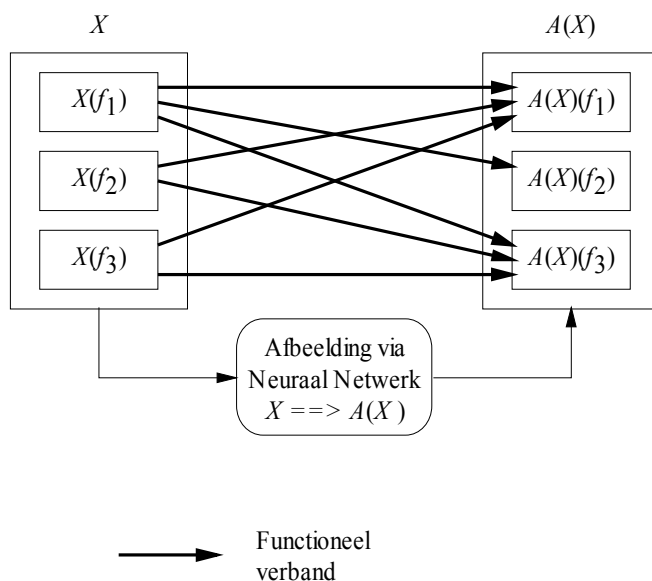 X A(X)
X(f1) A(X)(f1)
X(f2) A(X)(f2)
X(f3) A(X)(f3)
Afbeelding via
Neuraal Netwerk
X ==> A(X)
Functioneel
verband